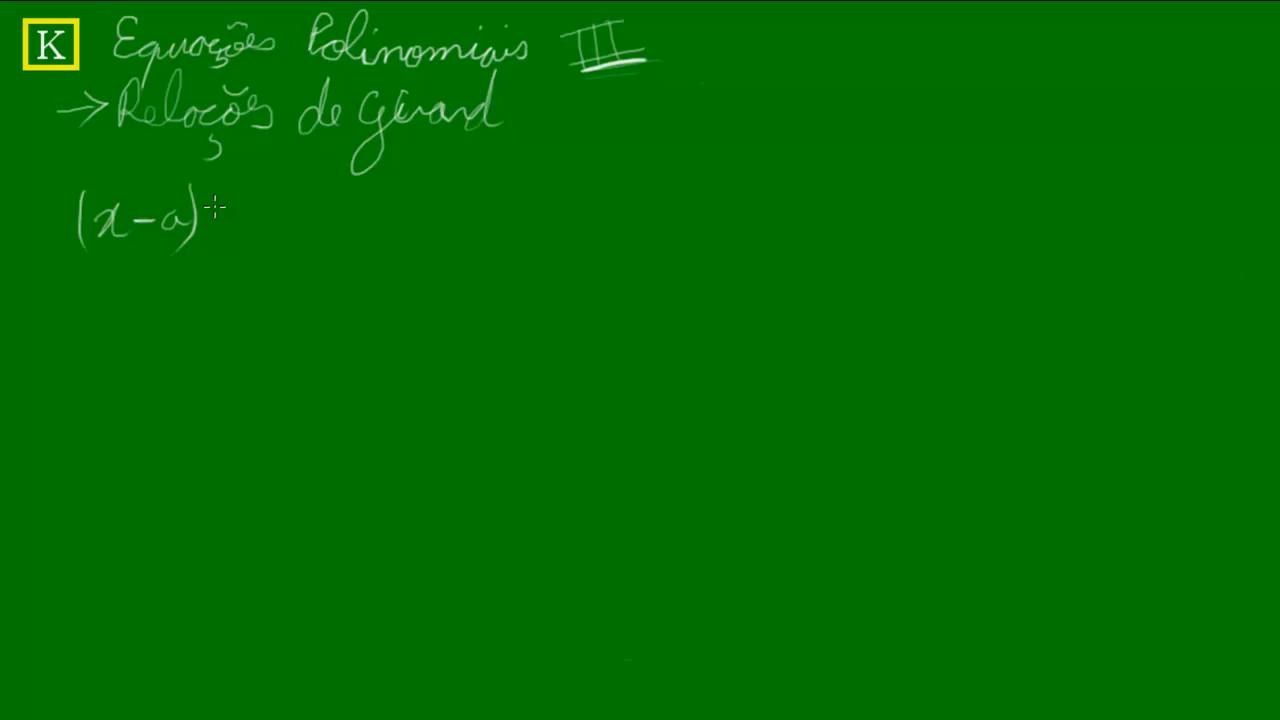 K Equações Polinomiais III
→ Relações de Girard
(x-a)